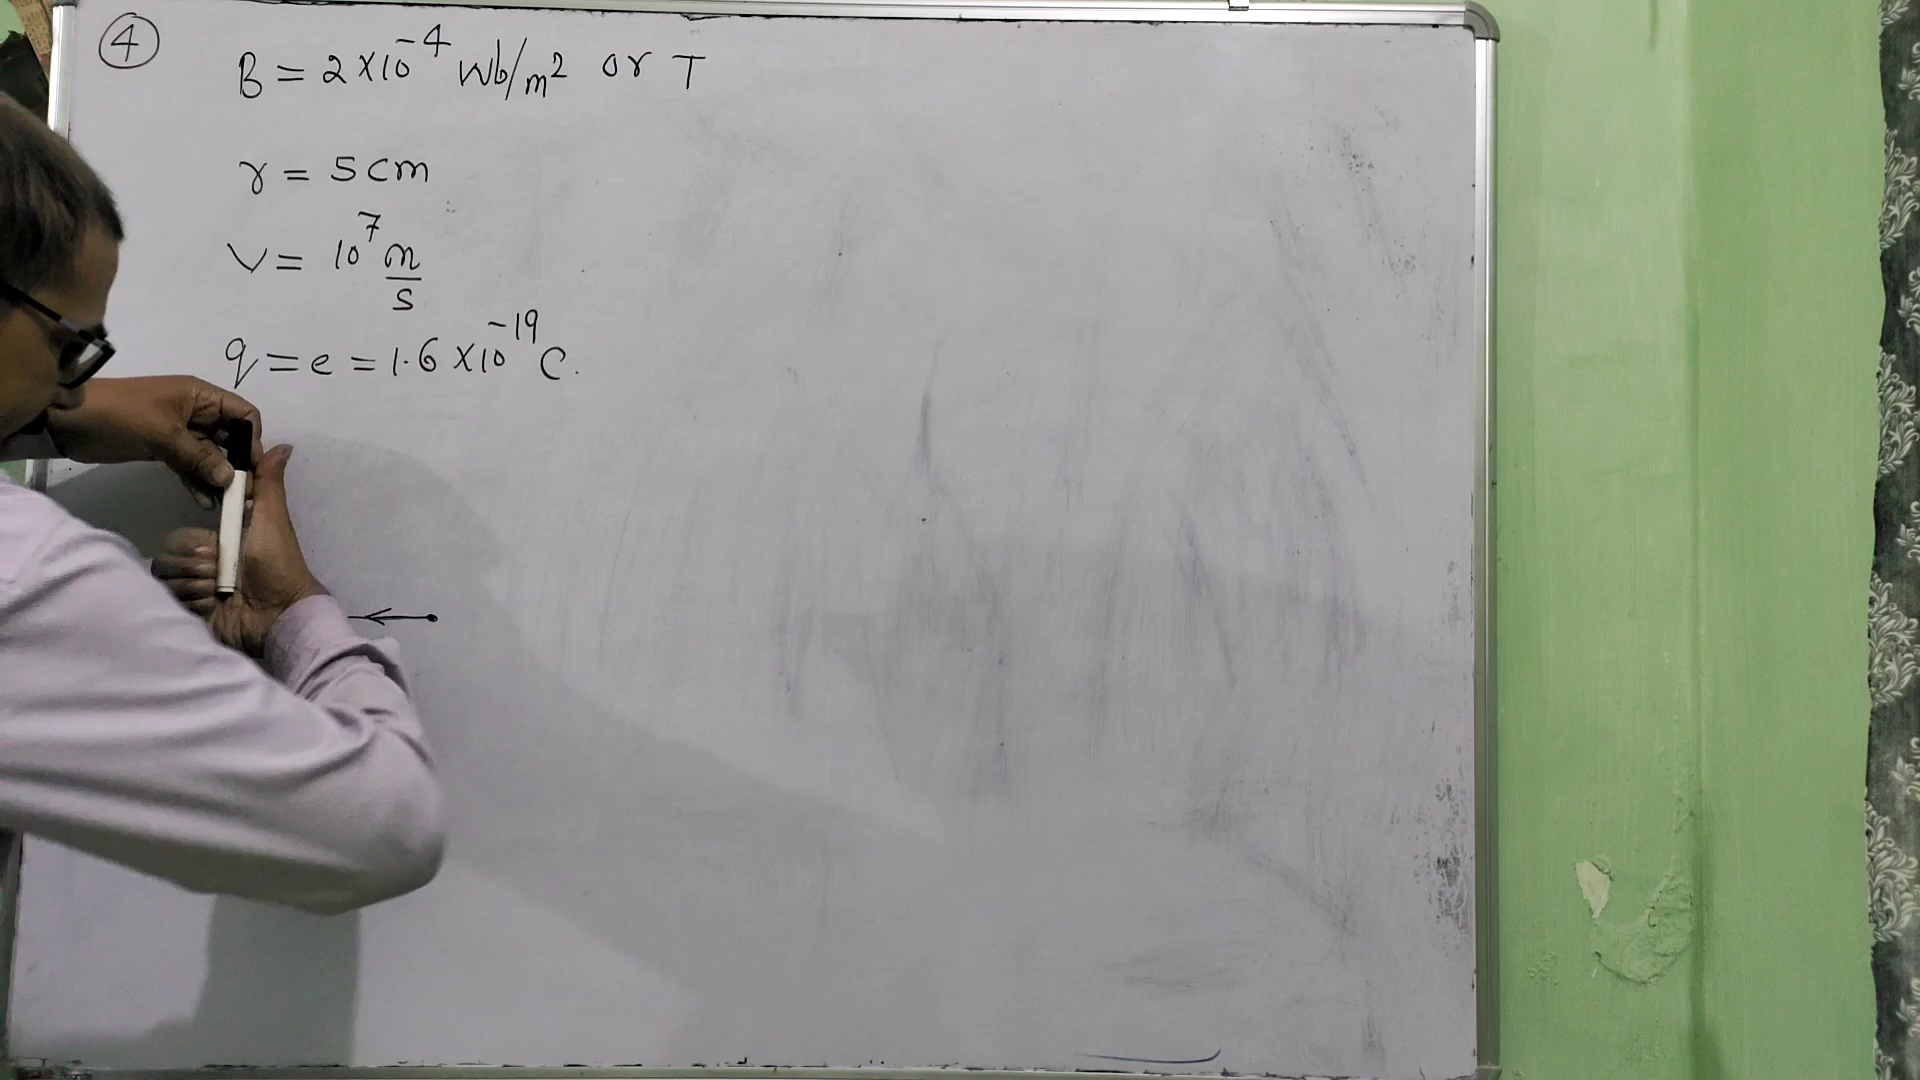 ④
B = 2×10⁻⁴ Wb/m² or T
r = 5cm
v = 10⁷ m/s
q = e = 1.6×10⁻¹⁹ C.